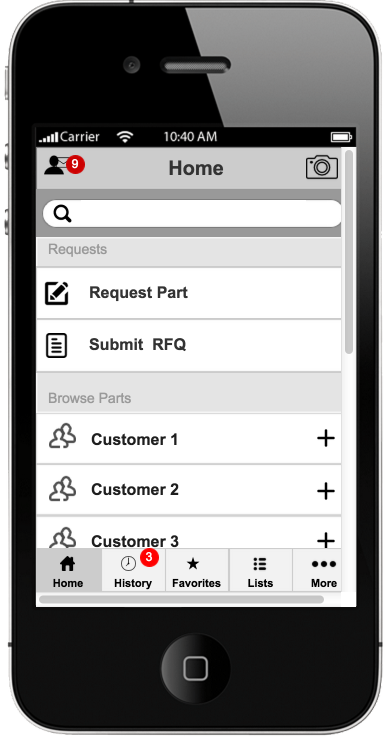 Carrier 10:40 AM
9
Home
Requests
Request Part
Submit RFQ
Browse Parts
Customer 1
Customer 2
Customer 3
3
Home History Favorites Lists More